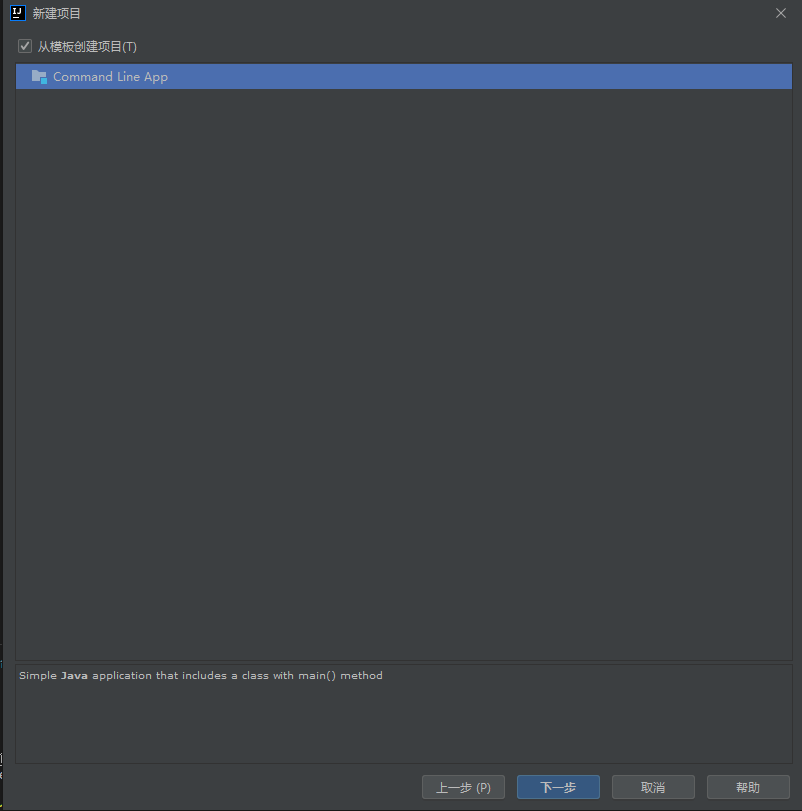 IJ 新建项目
从模板创建项目(T)
Command Line App
Simple Java application that includes a class with main() method
上一步 (P) 下一步 取消 帮助